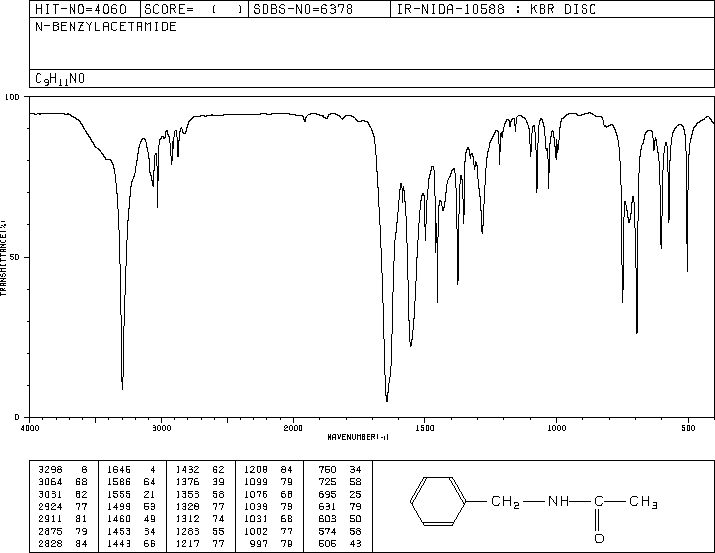 HIT-NO=4060 SCORE= ( ) SDBS-NO=6378 IR-NIDA-10588 : KBR DISC
N-BENZYLACETAMIDE
C9H11NO
100
50
0
TRANSMITTANCE(%)
4000 3000 2000 1500 1000 500
WAVENUMBER(-1)
3298 8 1646 4 1432 62 1208 84 750 34
3064 68 1586 64 1376 39 1099 79 725 58
3031 62 1555 21 1353 58 1076 68 695 25
2924 77 1499 53 1328 77 1039 79 631 79
2911 81 1460 49 1312 74 1031 68 603 50
2875 79 1453 34 1283 55 1002 77 574 58
2828 84 1443 66 1217 77 997 79 505 43
CH2 NH C CH3
O